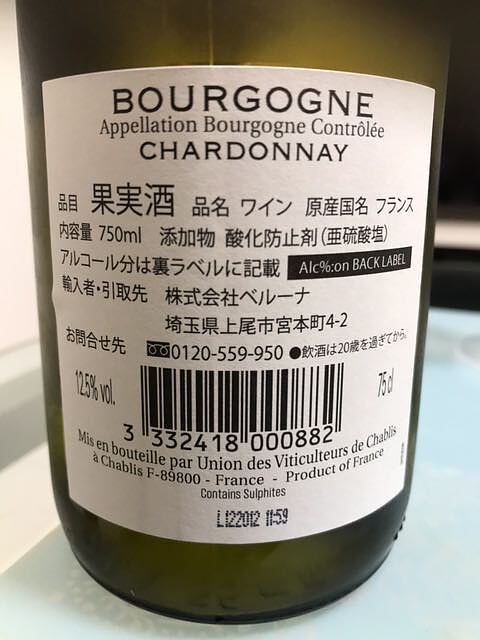 BOURGOGNE
Appellation Bourgogne Contrôlée
CHARDONNAY
品目 果実酒 品名 ワイン 原産国名 フランス
内容量 750ml 添加物 酸化防止剤(亜硫酸塩)
アルコール分は裏ラベルに記載 Alc%:on BACK LABEL
輸入者・引取先 株式会社ベルーナ
埼玉県上尾市宮本町4-2
お問合せ先 0120-559-950 ●飲酒は20歳を過ぎてから。
12.5% vol. 75 cl
3 332418 000882
Mis en bouteille par Union des Viticulteurs de Chablis
à Chablis F-89800 - France - Product of France
Contains Sulphites
L122012 11:59